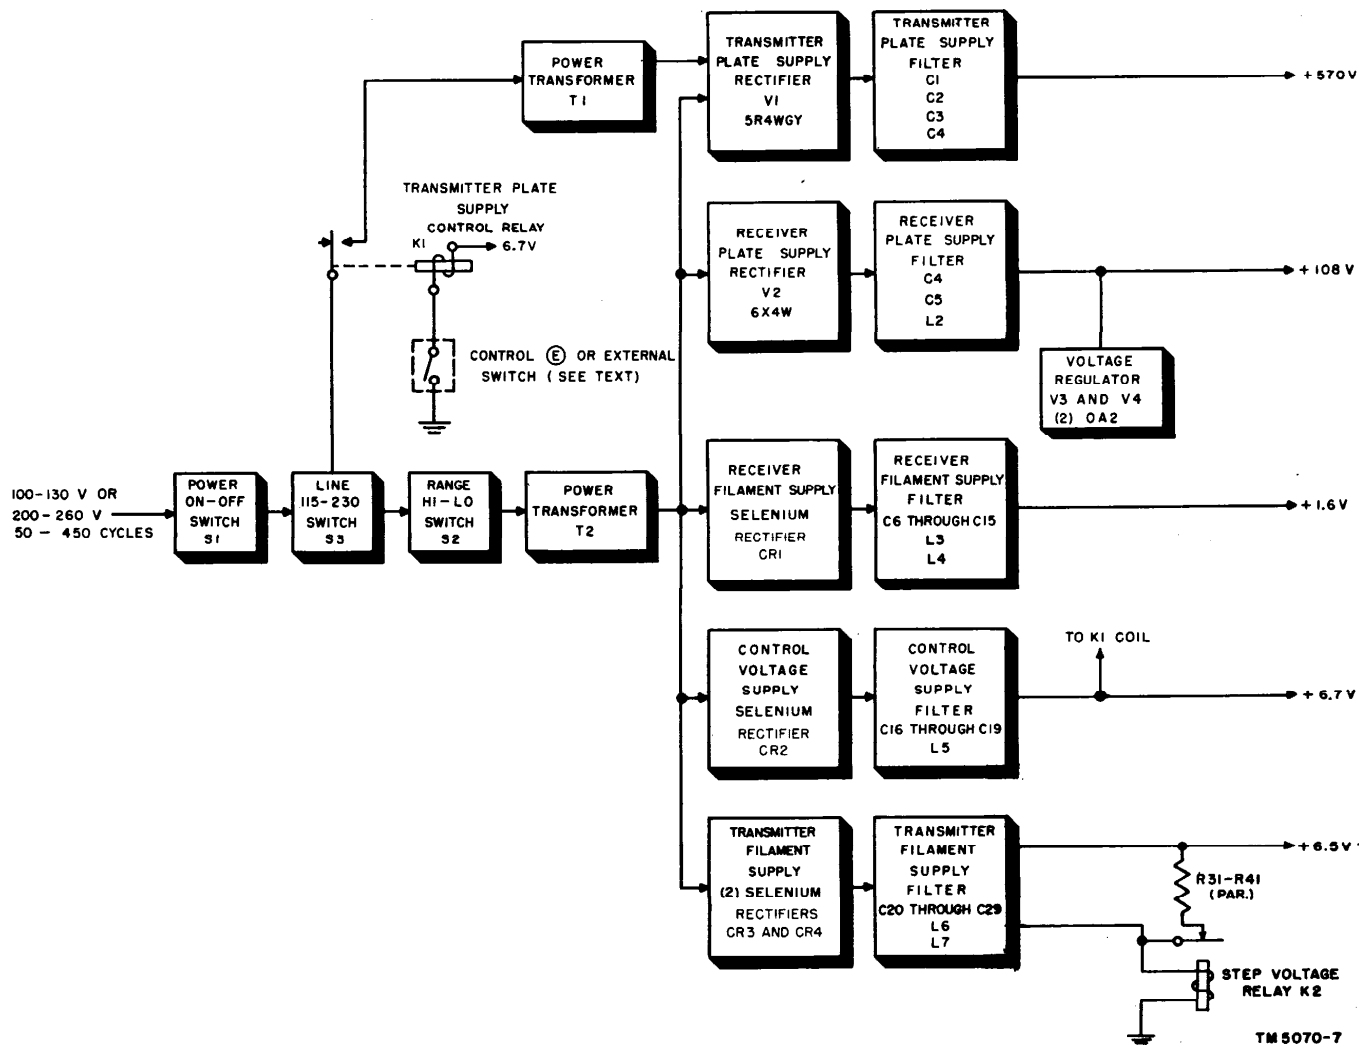 POWER
TRANSFORMER
T1
TRANSMITTER
PLATE SUPPLY
RECTIFIER
V1
5R4WGY
TRANSMITTER
PLATE SUPPLY
FILTER
C1
C2
C3
C4
+570V
TRANSMITTER PLATE
SUPPLY
CONTROL RELAY
K1
6.7V
RECEIVER
PLATE SUPPLY
RECTIFIER
V2
6X4W
RECEIVER
PLATE SUPPLY
FILTER
C4
C5
L2
+108V
CONTROL Ⓔ OR EXTERNAL
SWITCH (SEE TEXT)
VOLTAGE
REGULATOR
V3 AND V4
(2) OA2
100-130 V OR
200-260 V
50 - 450 CYCLES
POWER
ON-OFF
SWITCH
S1
LINE
115-230
SWITCH
S3
RANGE
HI-LO
SWITCH
S2
POWER
TRANSFORMER
T2
RECEIVER
FILAMENT SUPPLY
SELENIUM
RECTIFIER
CR1
RECEIVER
FILAMENT SUPPLY
FILTER
C6 THROUGH C15
L3
L4
+1.6V
CONTROL
VOLTAGE
SUPPLY
SELENIUM
RECTIFIER
CR2
CONTROL
VOLTAGE
SUPPLY
FILTER
C16 THROUGH C19
L5
TO K1 COIL
+6.7V
TRANSMITTER
FILAMENT
SUPPLY
(2) SELENIUM
RECTIFIERS
CR3 AND CR4
TRANSMITTER
FILAMENT
SUPPLY
FILTER
C20 THROUGH C29
L6
L7
+6.5V
R31-R41
(PAR.)
STEP VOLTAGE
RELAY K2
TM5070-7